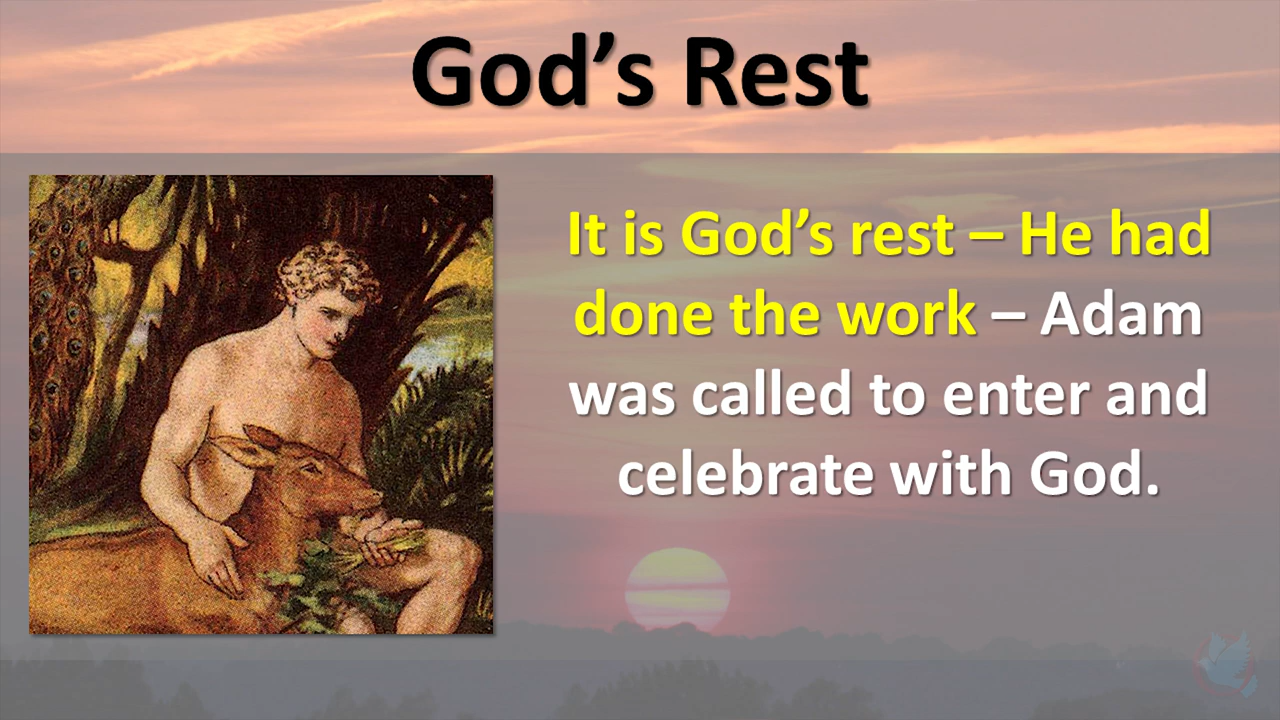 God’s Rest
It is God’s rest – He had
done the work – Adam
was called to enter and
celebrate with God.